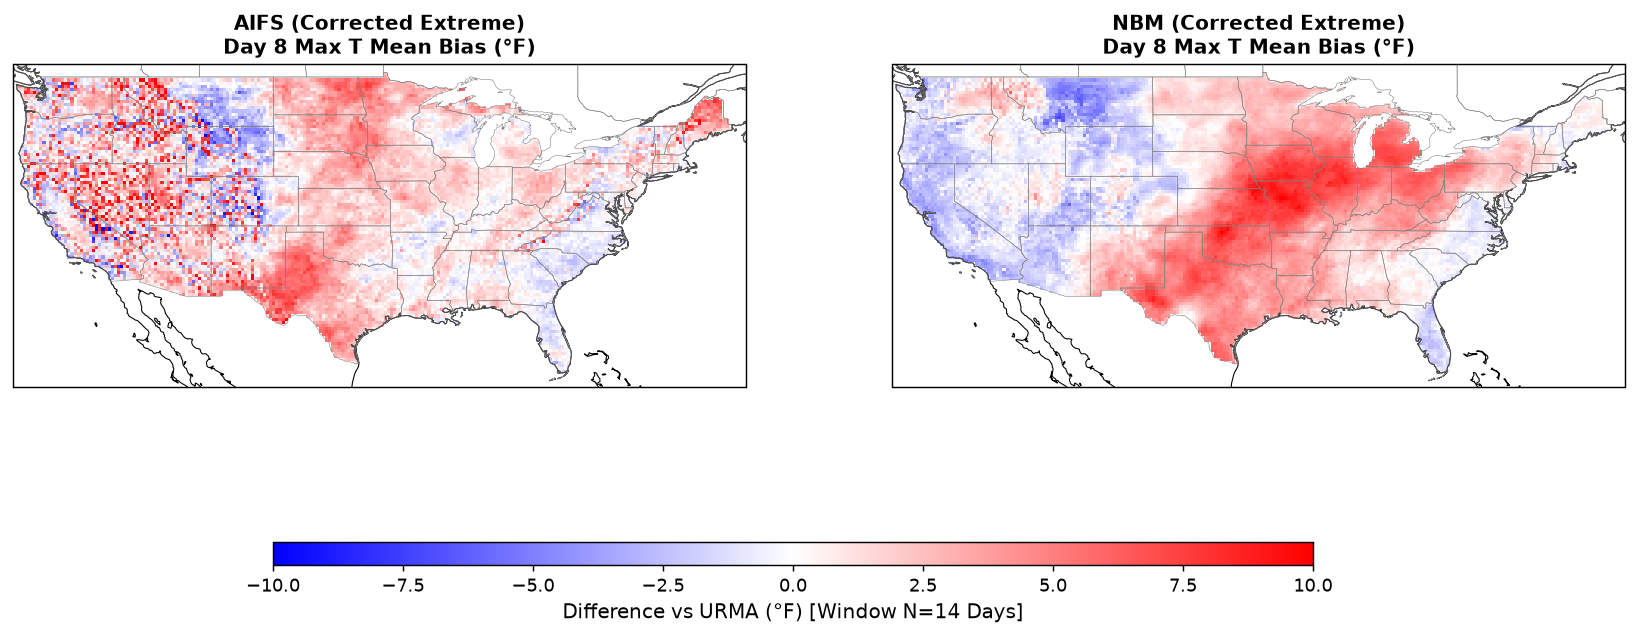 AIFS (Corrected Extreme)
Day 8 Max T Mean Bias (°F)
NBM (Corrected Extreme)
Day 8 Max T Mean Bias (°F)
−10.0 −7.5 −5.0 −2.5 0.0 2.5 5.0 7.5 10.0
Difference vs URMA (°F) [Window N=14 Days]